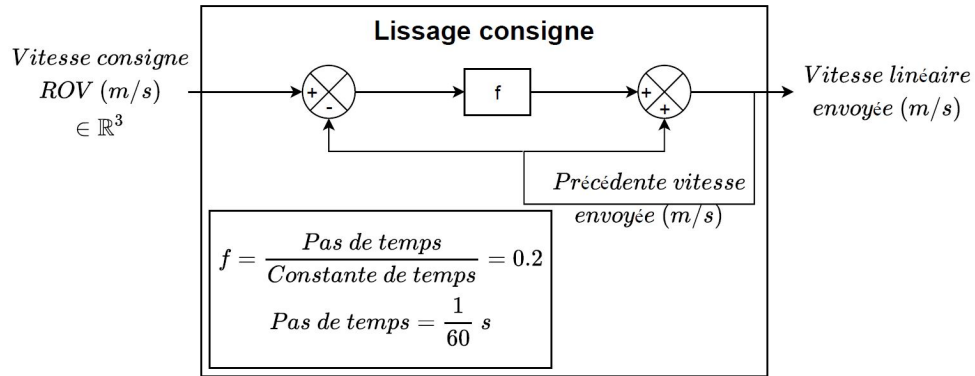 Lissage consigne
Vitesse consigne
ROV (m/s)
∈ ℝ³
+
-
f
+
+
Vitesse linéaire
envoyée (m/s)
Précédente vitesse
envoyée (m/s)
f = Pas de temps / Constante de temps = 0.2
Pas de temps = 1/60 s